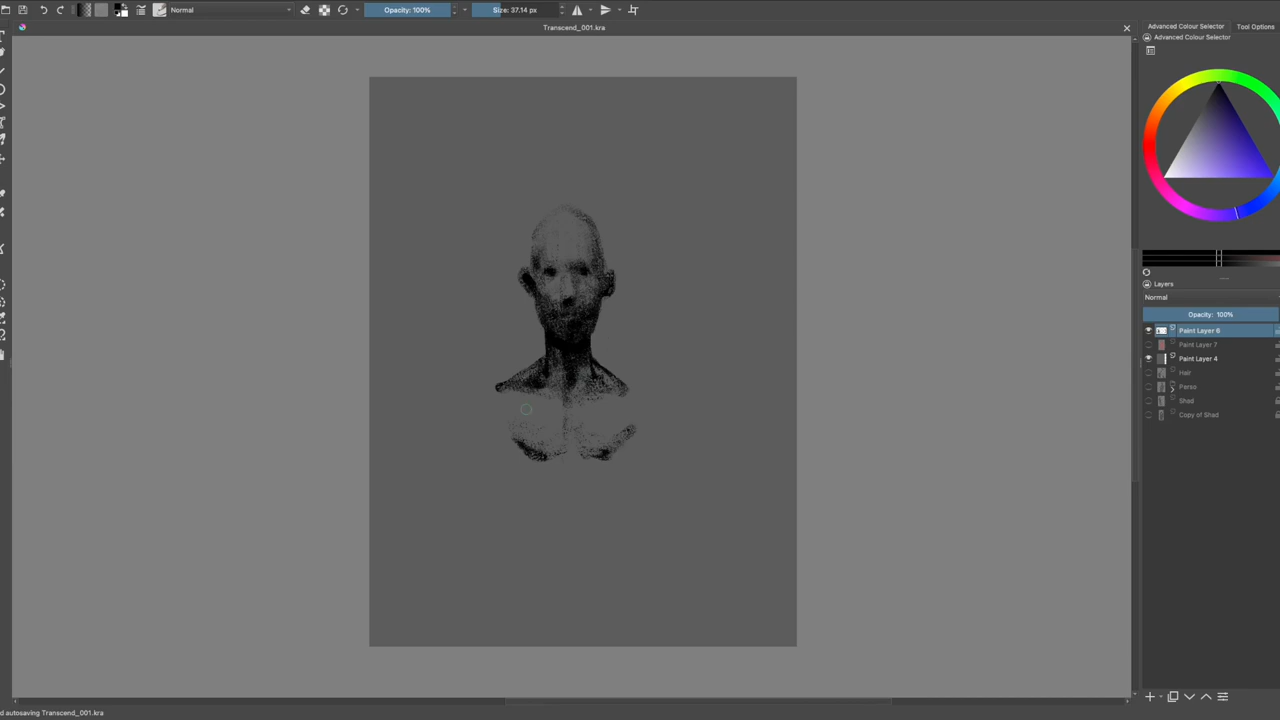 Normal
Opacity: 100%
Size: 37.14 px
Transcend_001.kra
Advanced Colour Selector
Tool Options
Advanced Colour Selector
Layers
Normal
Opacity: 100%
Paint Layer 6
Paint Layer 7
Paint Layer 4
Hair
Perso
Shad
Copy of Shad
d autosaving Transcend_001.kra